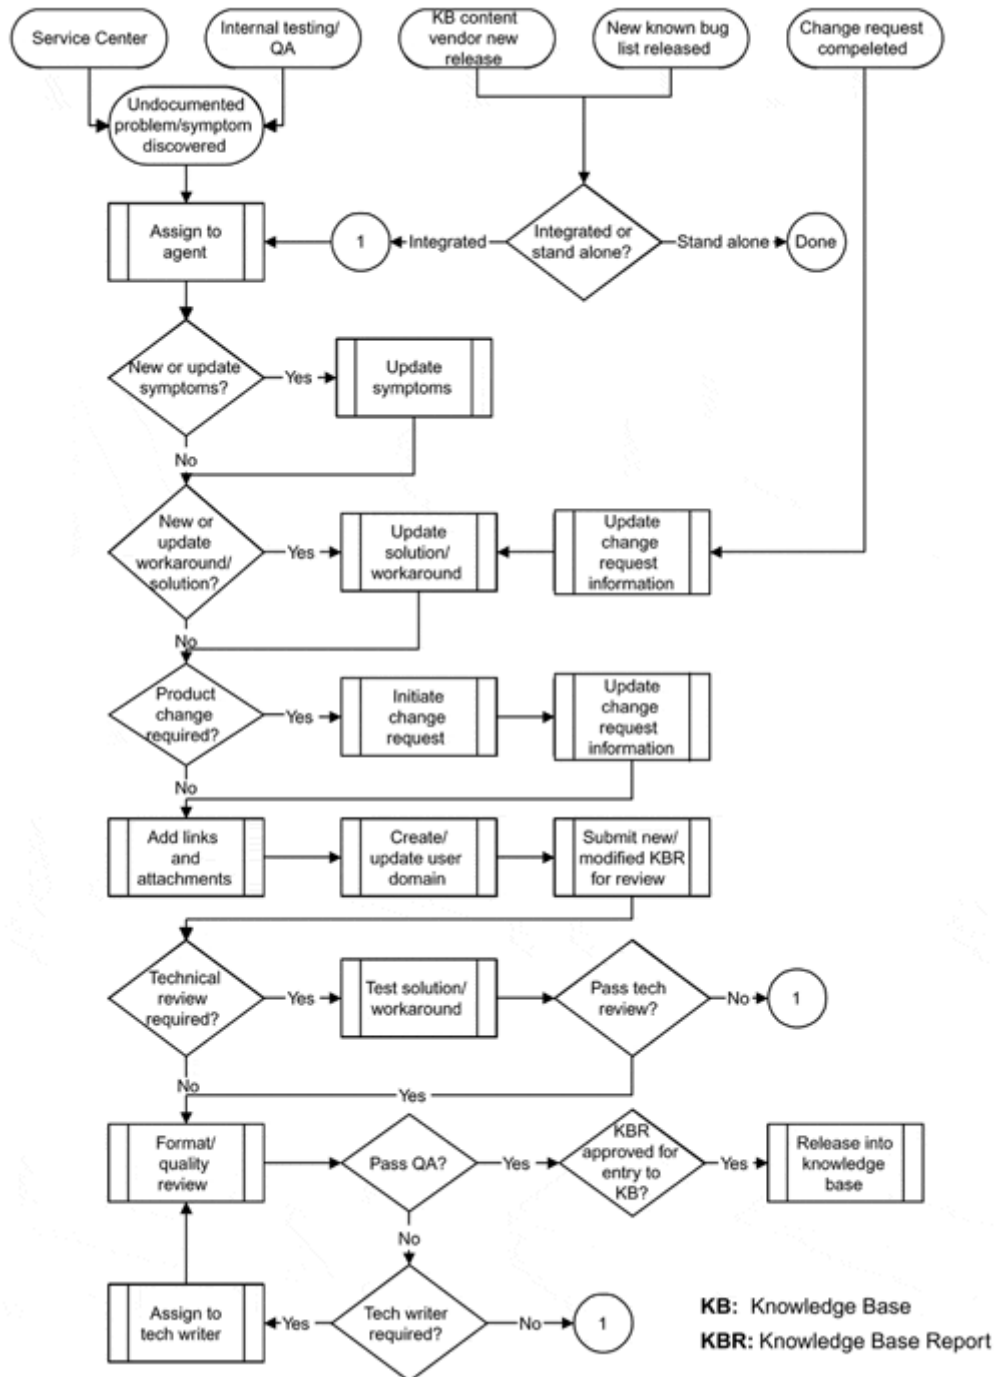 Service Center
Internal testing/
QA
KB content
vendor new
release
New known bug
list released
Change request
compeleted
Undocumented
problem/symptom
discovered
Assign to
agent
1
Integrated
Integrated or
stand alone?
Stand alone
Done
New or update
symptoms?
Yes
Update
symptoms
No
New or
update
workaround/
solution?
Yes
Update
solution/
workaround
Update
change
request
information
No
Product
change
required?
Yes
Initiate
change
request
Update
change
request
information
No
Add links
and
attachments
Create/
update user
domain
Submit new/
modified KBR
for review
Technical
review
required?
Yes
Test solution/
workaround
Pass tech
review?
No
1
No
Yes
Format/
quality
review
Pass QA?
Yes
KBR
approved for
entry to
KB?
Yes
Release into
knowledge
base
No
Assign to
tech writer
Yes
Tech writer
required?
No
1
KB: Knowledge Base
KBR: Knowledge Base Report